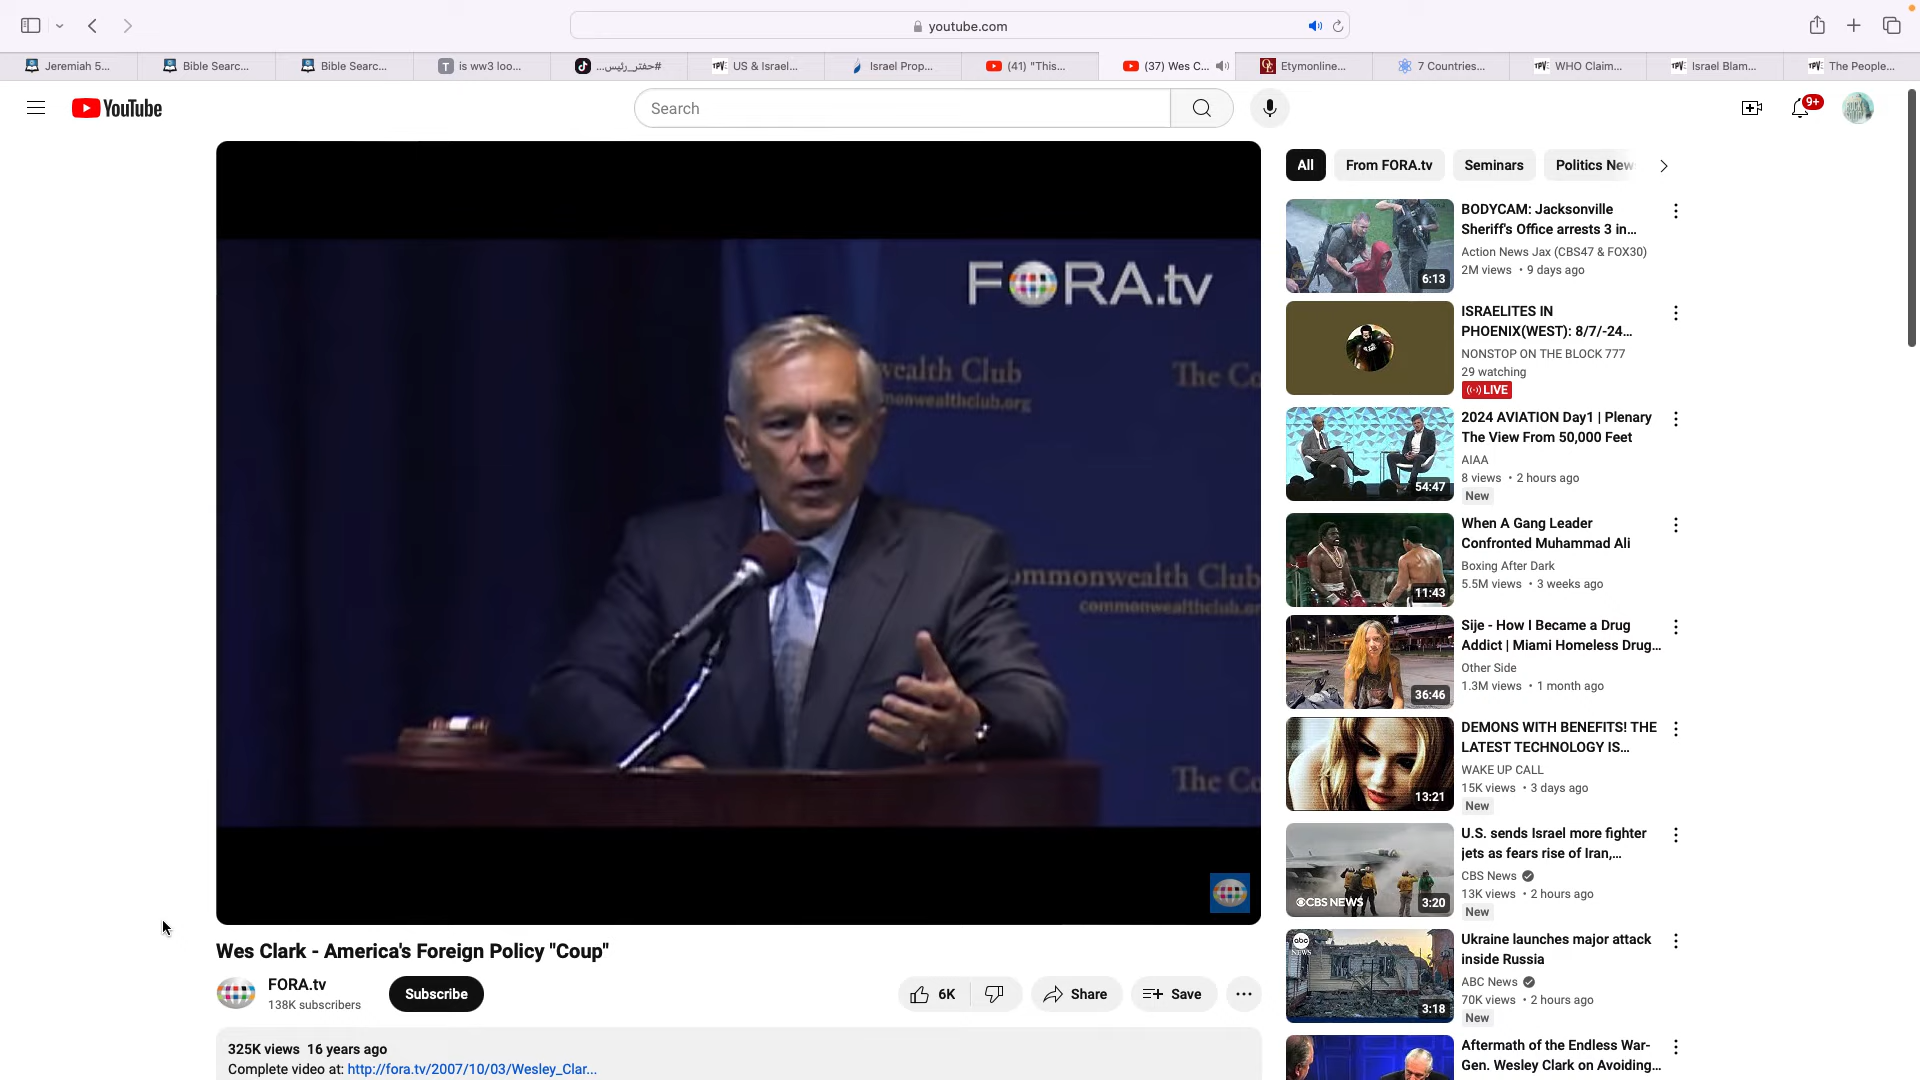 youtube.com
Jeremiah 5...
Bible Searc...
Bible Searc...
T
is ww3 loo...
#حفتر_رئيس...
TPV
US & Israel...
Israel Prop...
(41) "This...
(37) Wes C...
OE
Etymonline...
7 Countries...
TPV
WHO Claim...
TPV
Israel Blam...
TPV
The People...
YouTube
Search
9+
FORA.tv
wealth Club
monwealthclub.org
The Co
ommonwealth Club
commonwealthclub.or
The Co
Wes Clark - America's Foreign Policy "Coup"
FORA.tv
138K subscribers
Subscribe
6K
Share
Save
325K views 16 years ago
Complete video at: http://fora.tv/2007/10/03/Wesley_Clar...
All
From FORA.tv
Seminars
Politics New
BODYCAM: Jacksonville
Sheriff's Office arrests 3 in...
Action News Jax (CBS47 & FOX30)
2M views • 9 days ago
6:13
ISRAELITES IN
PHOENIX(WEST): 8/7/-24...
NONSTOP ON THE BLOCK 777
29 watching
LIVE
2024 AVIATION Day1 | Plenary
The View From 50,000 Feet
AIAA
8 views • 2 hours ago
New
54:47
When A Gang Leader
Confronted Muhammad Ali
Boxing After Dark
5.5M views • 3 weeks ago
11:43
Sije - How I Became a Drug
Addict | Miami Homeless Drug...
Other Side
1.3M views • 1 month ago
36:46
DEMONS WITH BENEFITS! THE
LATEST TECHNOLOGY IS...
WAKE UP CALL
15K views • 3 days ago
New
13:21
U.S. sends Israel more fighter
jets as fears rise of Iran,...
CBS News
13K views • 2 hours ago
New
CBS NEWS
3:20
Ukraine launches major attack
inside Russia
ABC News
70K views • 2 hours ago
New
abc
NEWS
3:18
Aftermath of the Endless War-
Gen. Wesley Clark on Avoiding...